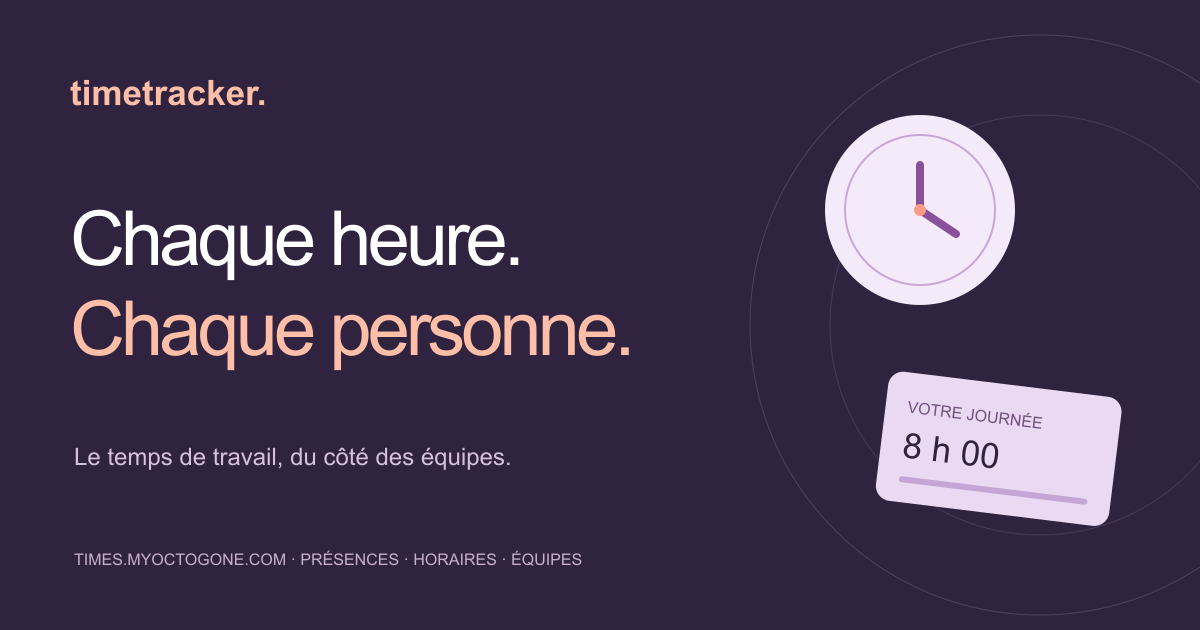 timetracker.
Chaque heure.
Chaque personne.
Le temps de travail, du côté des équipes.
TIMES.MYOCTOGONE.COM · PRÉSENCES · HORAIRES · ÉQUIPES
VOTRE JOURNÉE
8 h 00